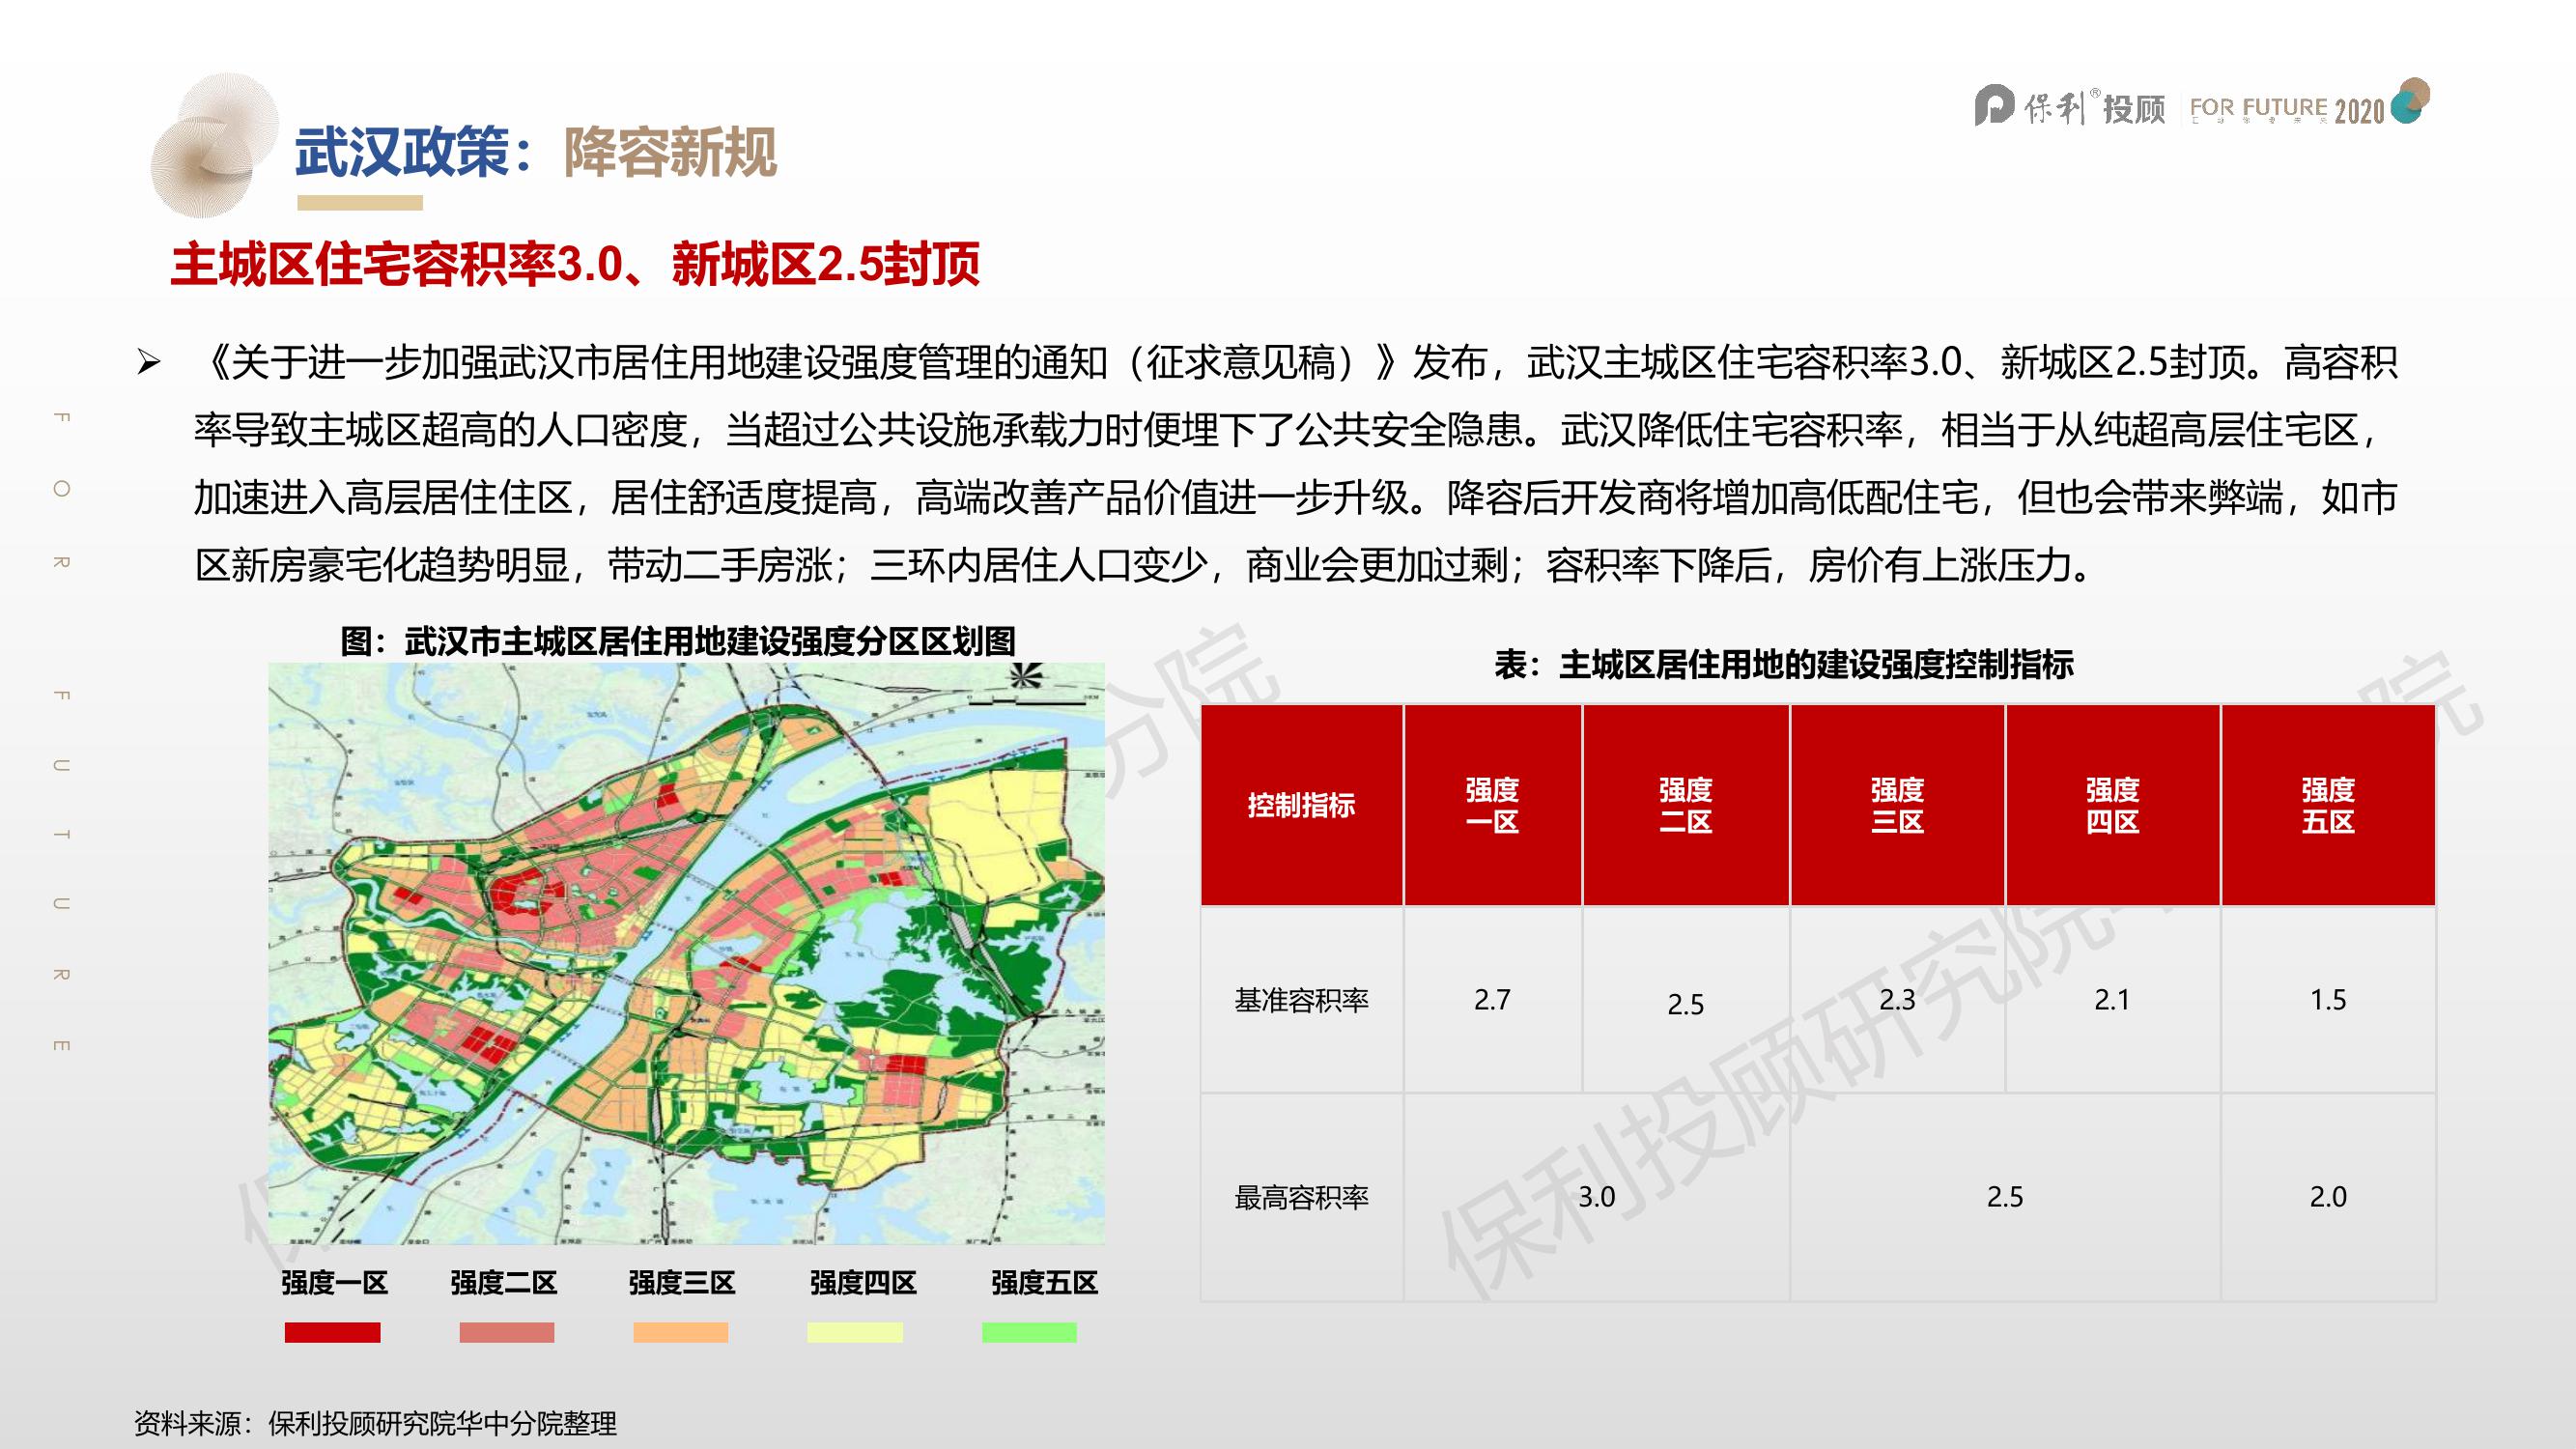 武汉政策：降容新规
保利®投顾 FOR FUTURE 2020
主城区住宅容积率3.0、新城区2.5封顶
➢ 《关于进一步加强武汉市居住用地建设强度管理的通知（征求意见稿）》发布，武汉主城区住宅容积率3.0、新城区2.5封顶。高容积
率导致主城区超高的人口密度，当超过公共设施承载力时便埋下了公共安全隐患。武汉降低住宅容积率，相当于从纯超高层住宅区，
加速进入高层居住住区，居住舒适度提高，高端改善产品价值进一步升级。降容后开发商将增加高低配住宅，但也会带来弊端，如市
区新房豪宅化趋势明显，带动二手房涨；三环内居住人口变少，商业会更加过剩；容积率下降后，房价有上涨压力。
FOR FUTURE
图：武汉市主城区居住用地建设强度分区区划图
强度一区 强度二区 强度三区 强度四区 强度五区
表：主城区居住用地的建设强度控制指标
控制指标 强度一区 强度二区 强度三区 强度四区 强度五区
基准容积率 2.7 2.5 2.3 2.1 1.5
最高容积率 3.0 2.5 2.0
保利投顾研究院
分院
院
资料来源：保利投顾研究院华中分院整理